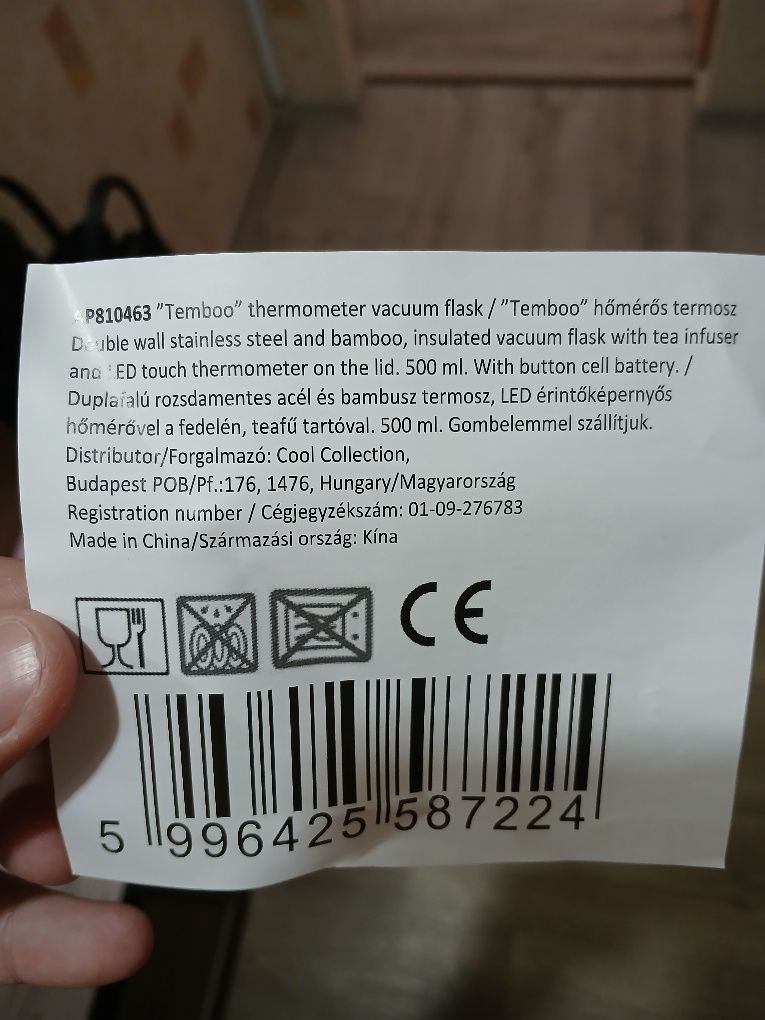 AP810463 "Temboo" thermometer vacuum flask / "Temboo" hőmérős termosz
Double wall stainless steel and bamboo, insulated vacuum flask with tea infuser
and LED touch thermometer on the lid. 500 ml. With button cell battery. /
Duplafalú rozsdamentes acél és bambusz termosz, LED érintőképernyős
hőmérővel a fedelén, teafű tartóval. 500 ml. Gombelemmel szállítjuk.
Distributor/Forgalmazó: Cool Collection,
Budapest POB/Pf.:176, 1476, Hungary/Magyarország
Registration number / Cégjegyzékszám: 01-09-276783
Made in China/Származási ország: Kína
CE
5 996425 587224